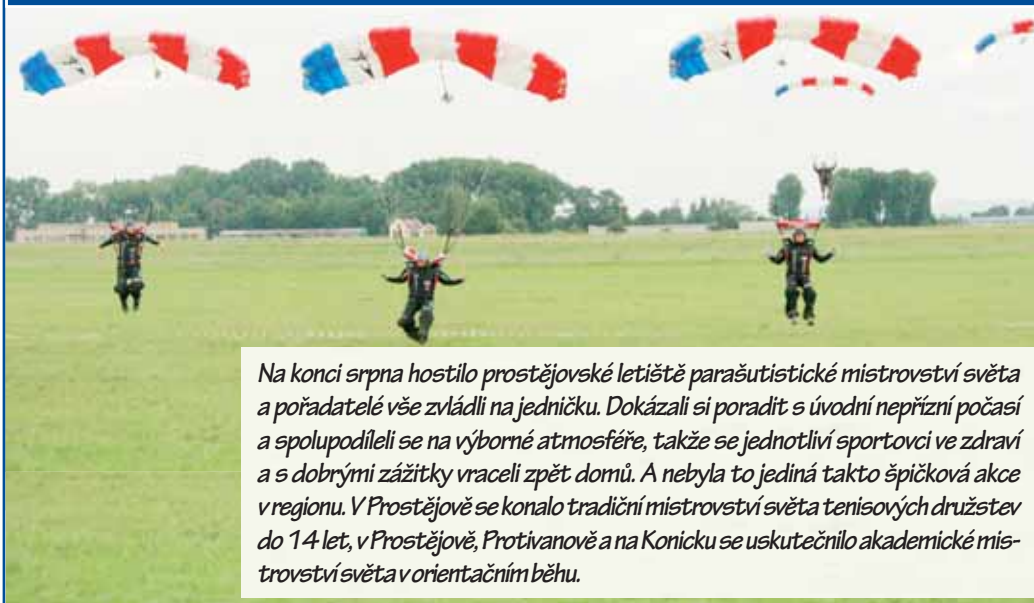 Na konci srpna hostilo prostějovské letiště parašutistické mistrovství světa
a pořadatelé vše zvládli na jedničku. Dokázali si poradit s úvodní nepřízní počasí
a spolupodíleli se na výborné atmosféře, takže se jednotliví sportovci ve zdraví
a s dobrými zážitky vraceli zpět domů. A nebyla to jediná takto špičková akce
v regionu. V Prostějově se konalo tradiční mistrovství světa tenisových družstev
do 14 let, v Prostějově, Protivanově a na Konicku se uskutečnilo akademické mis-
trovství světa v orientačním běhu.